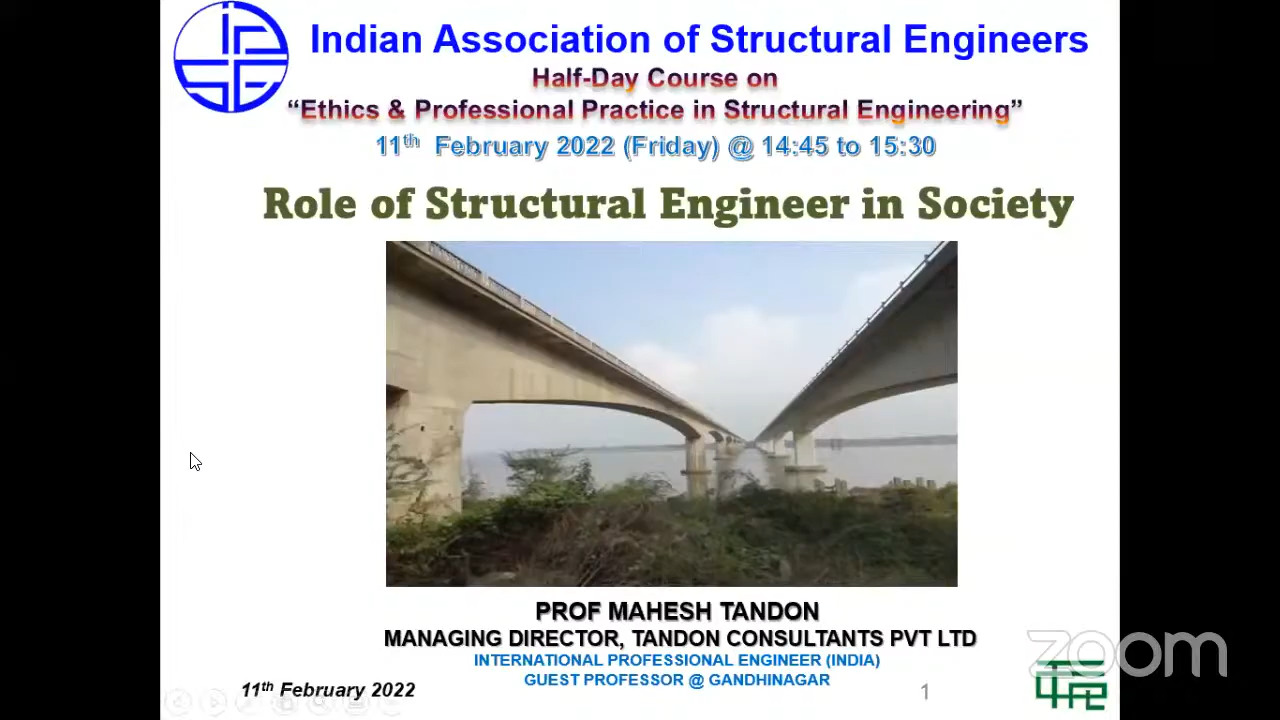 Indian Association of Structural Engineers
Half-Day Course on
“Ethics & Professional Practice in Structural Engineering”
11th February 2022 (Friday) @ 14:45 to 15:30
Role of Structural Engineer in Society
PROF MAHESH TANDON
MANAGING DIRECTOR, TANDON CONSULTANTS PVT LTD
INTERNATIONAL PROFESSIONAL ENGINEER (INDIA)
GUEST PROFESSOR @ GANDHINAGAR
11th February 2022
1
zoom